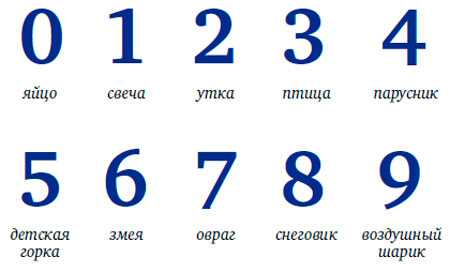 0 1 2 3 4
яйцо свеча утка птица парусник
5 6 7 8 9
детская змея овраг снеговик воздушный
горка шарик